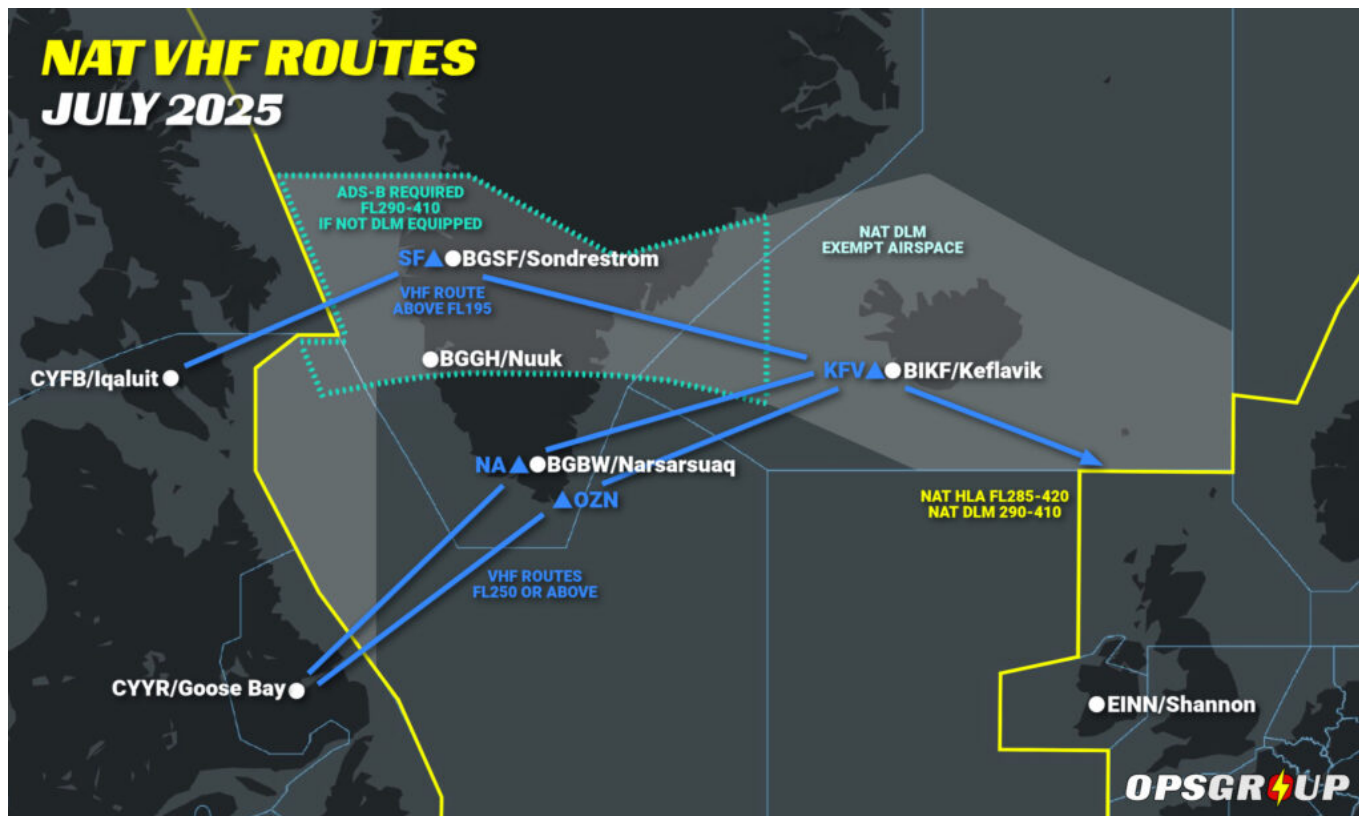 NAT VHF ROUTES
JULY 2025
ADS-B REQUIRED
FL290-410
IF NOT DLM EQUIPPED
NAT DLM
EXEMPT AIRSPACE
SF
BGSF/Sondrestrom
VHF ROUTE
ABOVE FL195
BGGH/Nuuk
CYFB/Iqaluit
KFV
BIKF/Keflavik
NA
BGBW/Narsarsuaq
OZN
NAT HLA FL285-420
NAT DLM 290-410
VHF ROUTES
FL250 OR ABOVE
CYYR/Goose Bay
EINN/Shannon
OPSGROUP